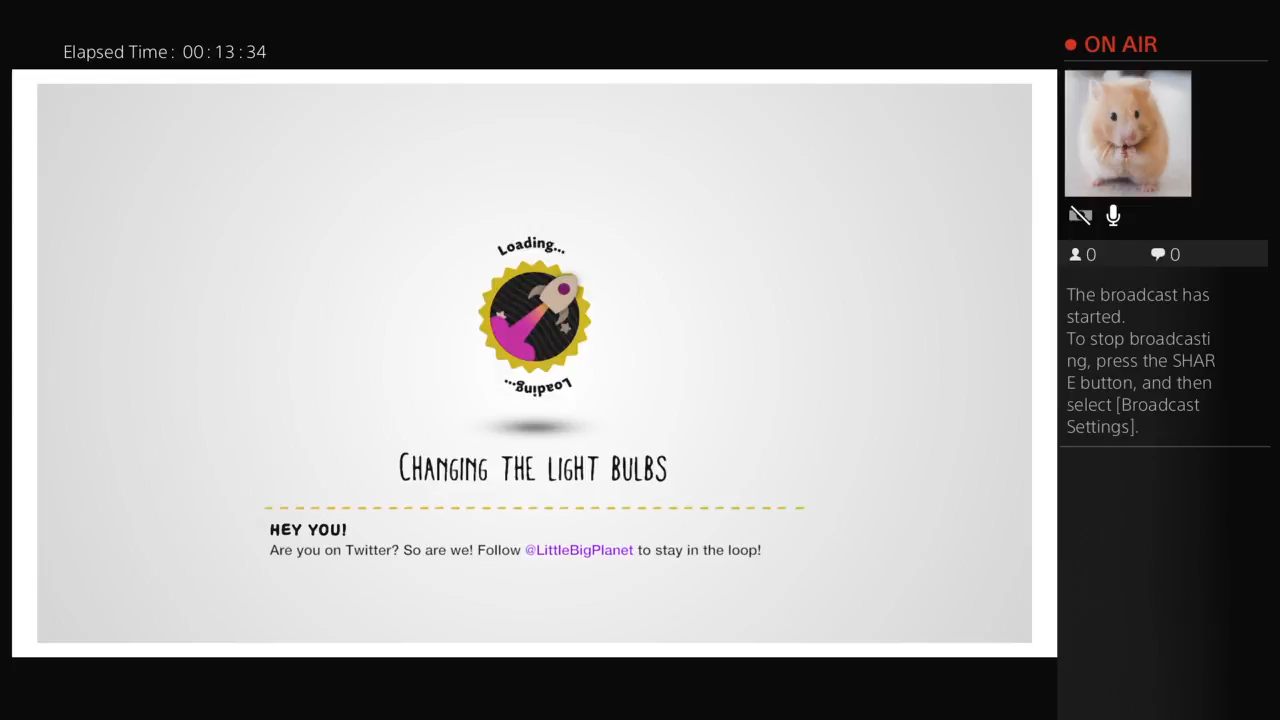 Elapsed Time: 00:13:34
ON AIR
0 0
The broadcast has
started.
To stop broadcasti
ng, press the SHAR
E button, and then
select [Broadcast
Settings].
Loading...
Loading...
CHANGING THE LIGHT BULBS
HEY YOU!
Are you on Twitter? So are we! Follow @LittleBigPlanet to stay in the loop!